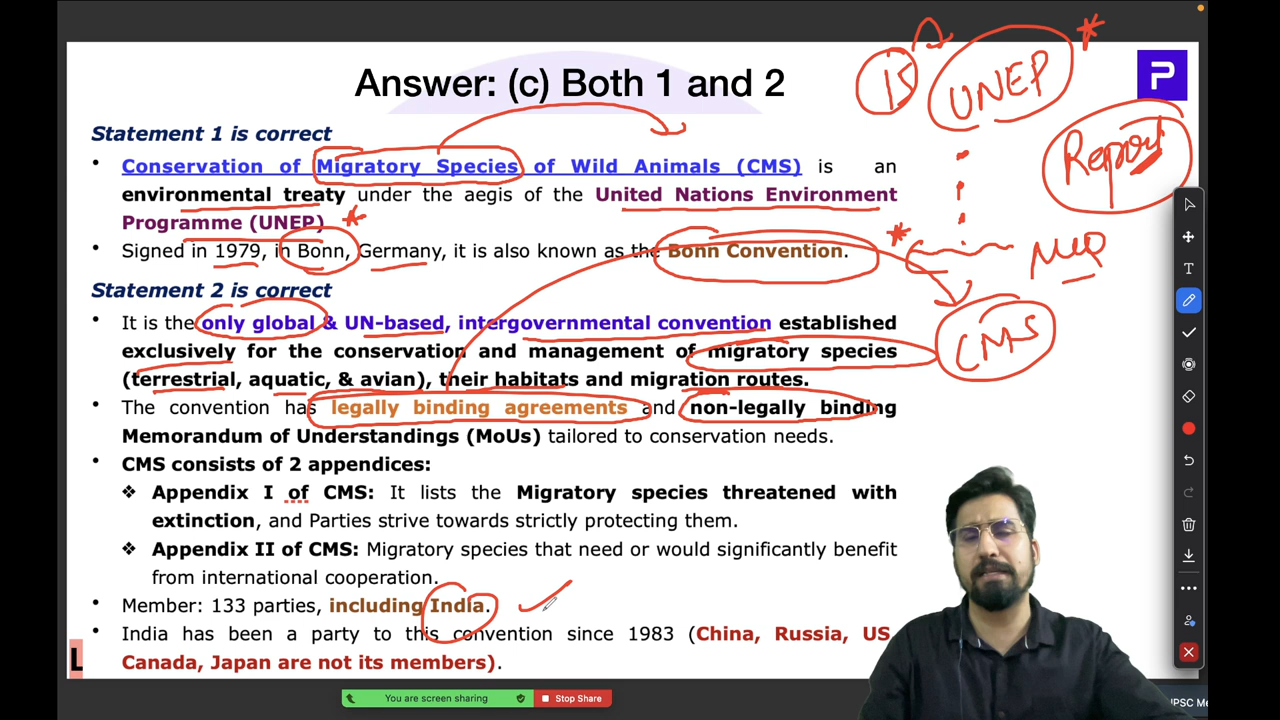 Answer: (c) Both 1 and 2
15
UNEP
P
Report
Statement 1 is correct
• Conservation of Migratory Species of Wild Animals (CMS) is an
environmental treaty under the aegis of the United Nations Environment
Programme (UNEP)
• Signed in 1979, in Bonn, Germany, it is also known as the Bonn Convention.
CMS
Statement 2 is correct
• It is the only global & UN-based, intergovernmental convention established
exclusively for the conservation and management of migratory species
(terrestrial, aquatic, & avian), their habitats and migration routes.
• The convention has legally binding agreements and non-legally binding
Memorandum of Understandings (MoUs) tailored to conservation needs.
• CMS consists of 2 appendices:
❖ Appendix I of CMS: It lists the Migratory species threatened with
extinction, and Parties strive towards strictly protecting them.
❖ Appendix II of CMS: Migratory species that need or would significantly benefit
from international cooperation.
• Member: 133 parties, including India.
• India has been a party to this convention since 1983 (China, Russia, US,
Canada, Japan are not its members).
L
T
You are screen sharing
Stop Share